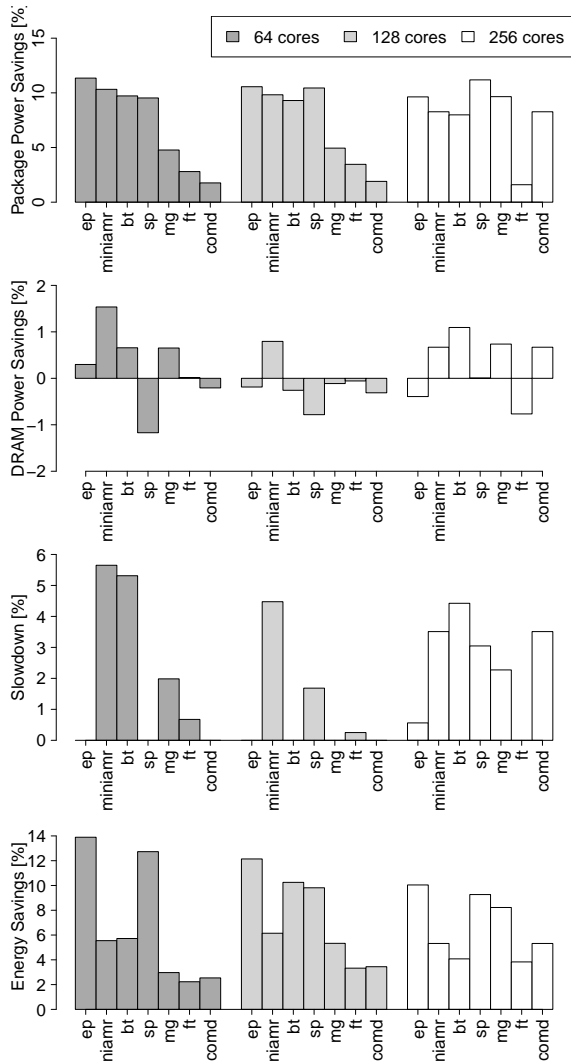 Package Power Savings [%]
15
10
5
0
64 cores
128 cores
256 cores
ep
miniamr
bt
sp
mg
ft
comd
ep
miniamr
bt
sp
mg
ft
comd
ep
miniamr
bt
sp
mg
ft
comd
DRAM Power Savings [%]
2
1
0
−1
−2
ep
miniamr
bt
sp
mg
ft
comd
ep
miniamr
bt
sp
mg
ft
comd
ep
miniamr
bt
sp
mg
ft
comd
Slowdown [%]
6
5
4
3
2
1
0
ep
miniamr
bt
sp
mg
ft
comd
ep
miniamr
bt
sp
mg
ft
comd
ep
miniamr
bt
sp
mg
ft
comd
Energy Savings [%]
14
12
10
8
6
4
2
0
ep
niamr
bt
sp
mg
ft
comd
ep
niamr
bt
sp
mg
ft
comd
ep
niamr
bt
sp
mg
ft
comd